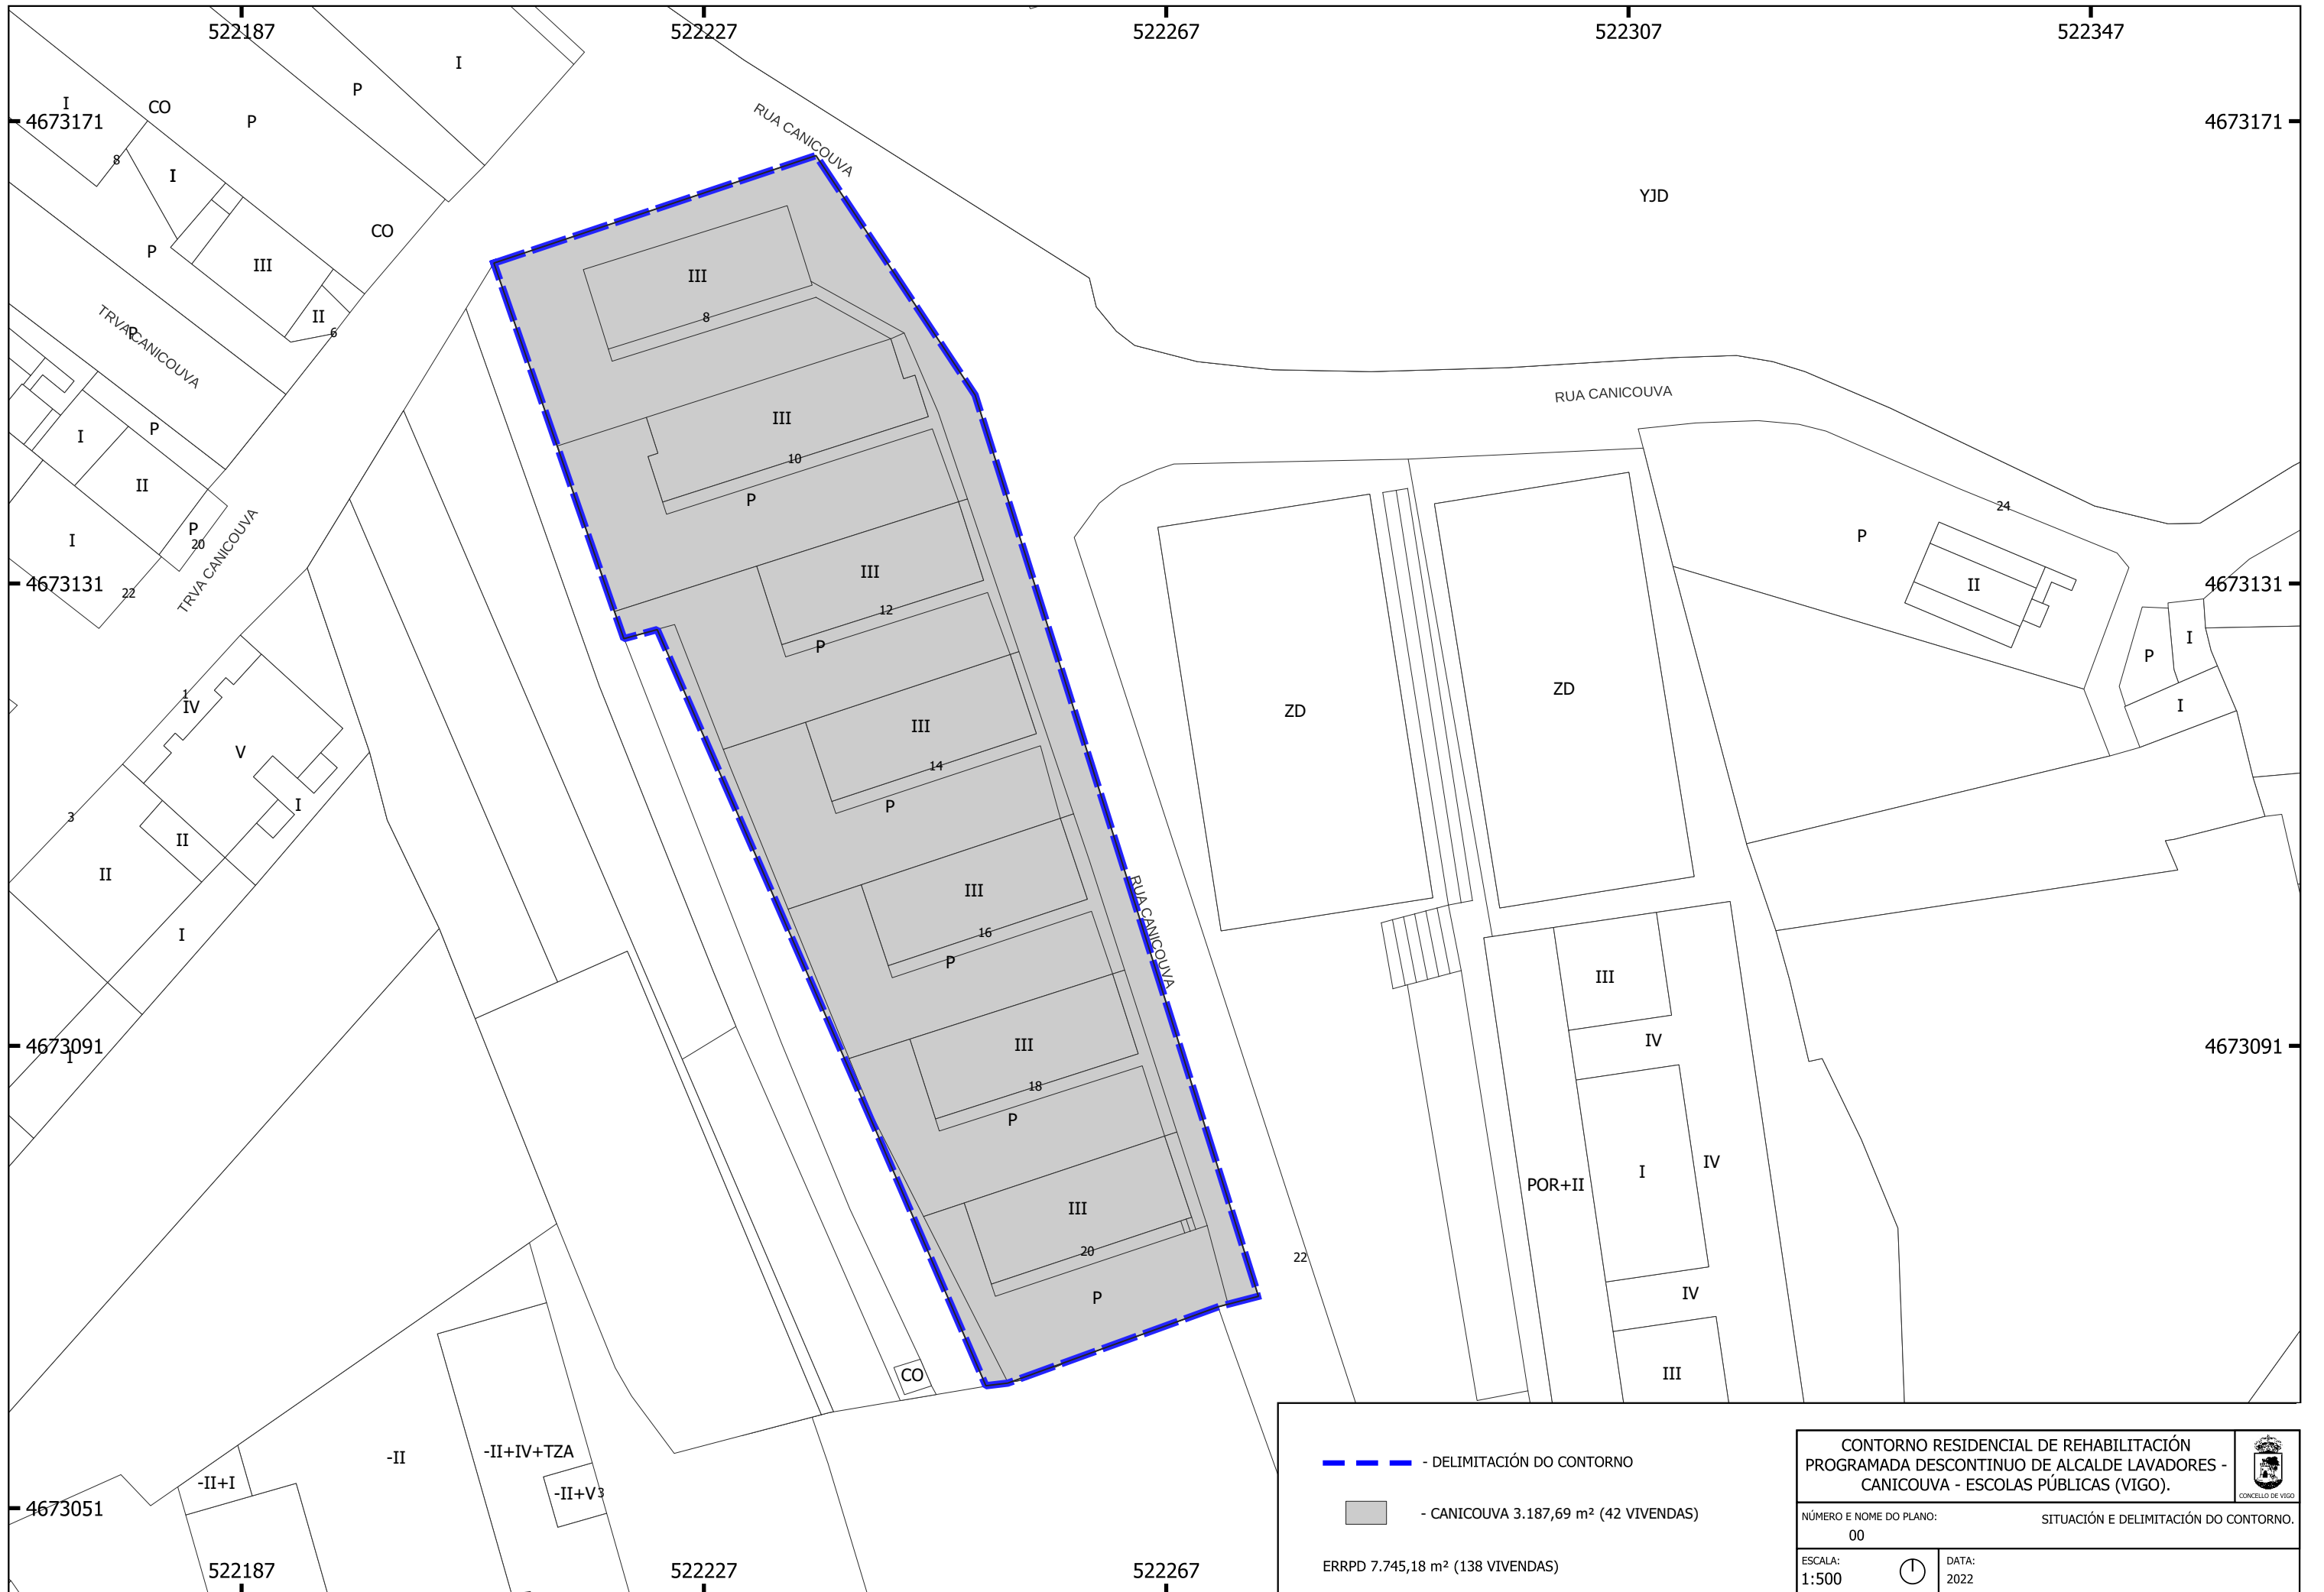 522187
522227
522267
522307
522347
I
P
I
CO
P
4673171
4673171
RUA CANICOUVA
8
I
YJD
CO
P
III
III
II
8
6
TRVA CANICOUVA
P
RUA CANICOUVA
III
P
I
10
II
P
24
P
P
I
20
TRVA CANICOUVA
III
4673131
4673131
II
22
12
P
I
P
1
IV
ZD
ZD
I
III
V
14
I
P
3
II
II
III
RUA CANICOUVA
16
I
P
III
4673091
4673091
I
III
IV
18
P
IV
I
POR+II
III
20
22
IV
P
CO
III
-II+IV+TZA
-II
-II+I
-II+V
3
4673051
522187
522227
522267
- DELIMITACIÓN DO CONTORNO
- CANICOUVA 3.187,69 m² (42 VIVENDAS)
ERRPD 7.745,18 m² (138 VIVENDAS)
CONTORNO RESIDENCIAL DE REHABILITACIÓN
PROGRAMADA DESCONTINUO DE ALCALDE LAVADORES -
CANICOUVA - ESCOLAS PÚBLICAS (VIGO).
CONCELLO DE VIGO
NÚMERO E NOME DO PLANO:
00
SITUACIÓN E DELIMITACIÓN DO CONTORNO.
ESCALA:
1:500
DATA:
2022